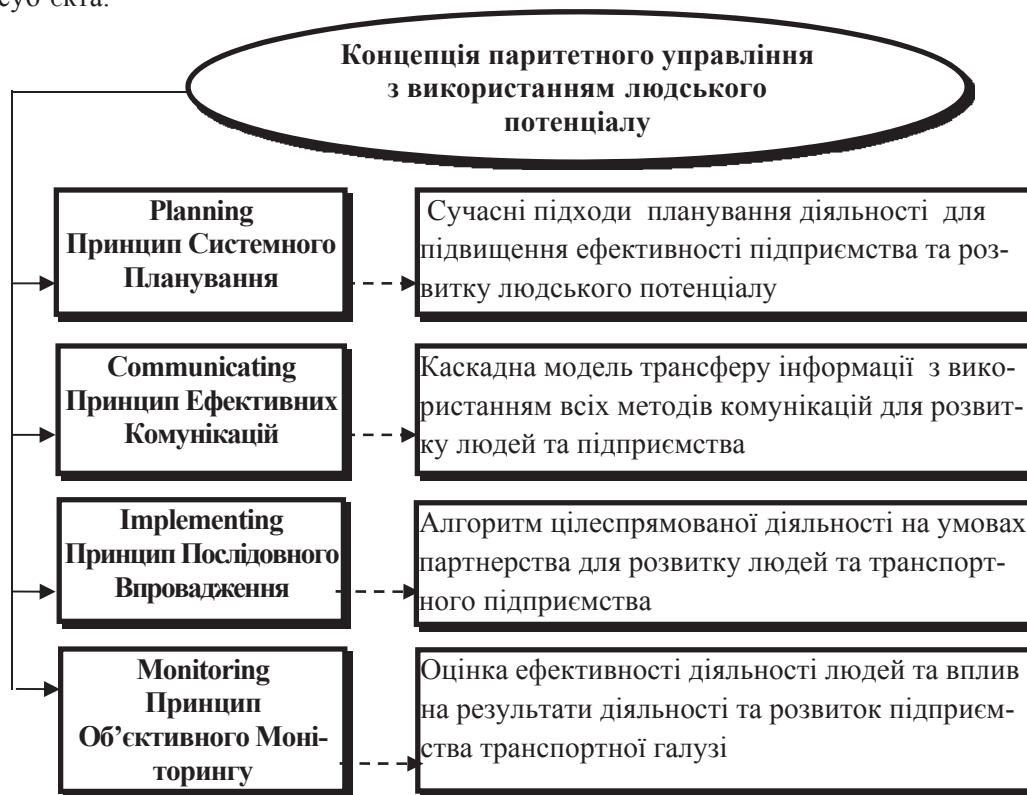 суб’єкта.
Концепція паритетного управління
з використанням людського
потенціалу
Planning
Принцип Системного
Планування
Сучасні підходи планування діяльності для
підвищення ефективності підприємства та роз-
витку людського потенціалу
Communicating
Принцип Ефективних
Комунікацій
Каскадна модель трансферу інформації з вико-
ристанням всіх методів комунікацій для розвит-
ку людей та підприємства
Implementing
Принцип Послідовного
Впровадження
Алгоритм цілеспрямованої діяльності на умовах
партнерства для розвитку людей та транспорт-
ного підприємства
Monitoring
Принцип
Об’єктивного Моні-
торингу
Оцінка ефективності діяльності людей та вплив
на результати діяльності та розвиток підприєм-
ства транспортної галузі